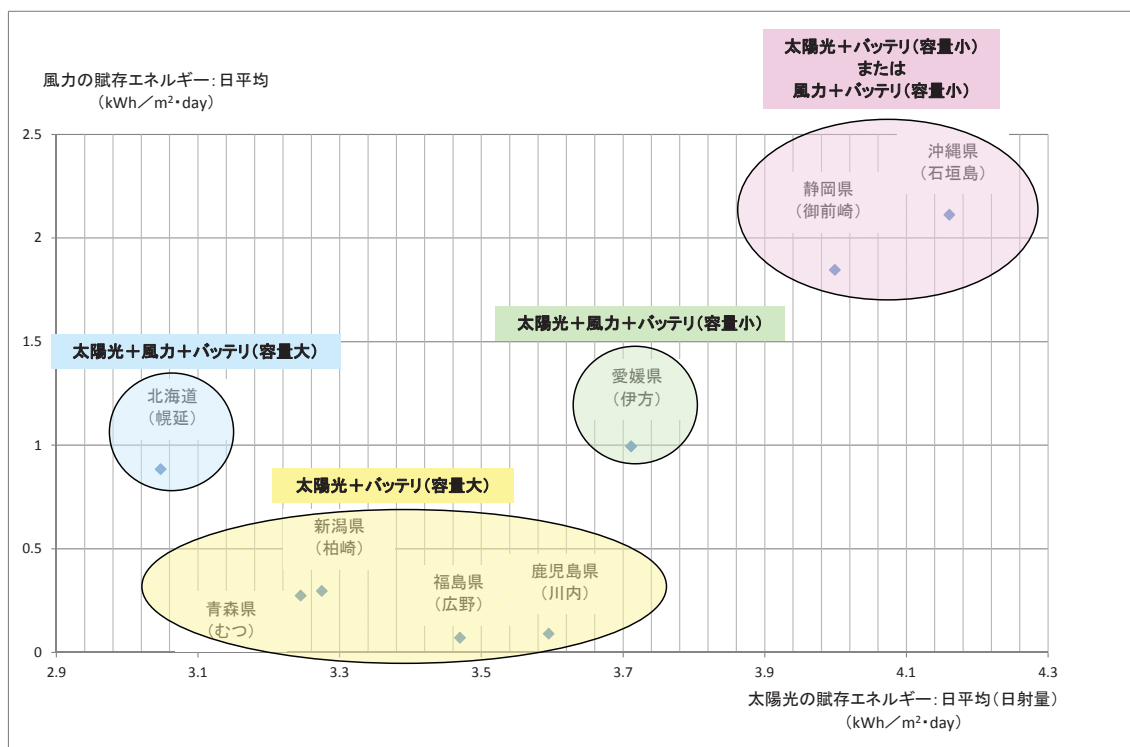 太陽光＋バッテリ(容量小)
または
風力＋バッテリ(容量小)
風力の賦存エネルギー：日平均
（kWh／m²・day）
2.5
沖縄県
（石垣島）
静岡県
（御前崎）
2
太陽光＋風力＋バッテリ(容量小)
1.5
太陽光＋風力＋バッテリ(容量大)
愛媛県
（伊方）
北海道
（幌延）
1
太陽光＋バッテリ(容量大)
新潟県
（柏崎）
0.5
鹿児島県
（川内）
福島県
（広野）
青森県
（むつ）
0
2.9 3.1 3.3 3.5 3.7 3.9 4.1 4.3
太陽光の賦存エネルギー：日平均（日射量）
（kWh／m²・day）